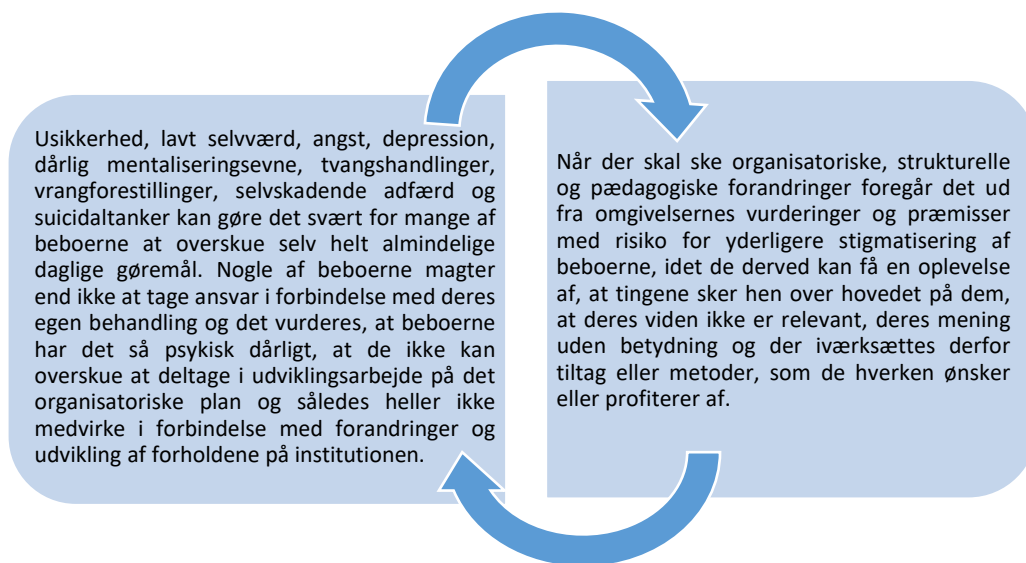 Usikkerhed, lavt selvværd, angst, depression,
dårlig mentaliseringsevne, tvangshandlinger,
vrangforestillinger, selvskadende adfærd og
suicidaltanker kan gøre det svært for mange af
beboerne at overskue selv helt almindelige
daglige gøremål. Nogle af beboerne magter
end ikke at tage ansvar i forbindelse med deres
egen behandling og det vurderes, at beboerne
har det så psykisk dårligt, at de ikke kan
overskue at deltage i udviklingsarbejde på det
organisatoriske plan og således heller ikke
medvirke i forbindelse med forandringer og
udvikling af forholdene på institutionen.
Når der skal ske organisatoriske, strukturelle
og pædagogiske forandringer foregår det ud
fra omgivelsernes vurderinger og præmisser
med risiko for yderligere stigmatisering af
beboerne, idet de derved kan få en oplevelse
af, at tingene sker hen over hovedet på dem,
at deres viden ikke er relevant, deres mening
uden betydning og der iværksættes derfor
tiltag eller metoder, som de hverken ønsker
eller profiterer af.